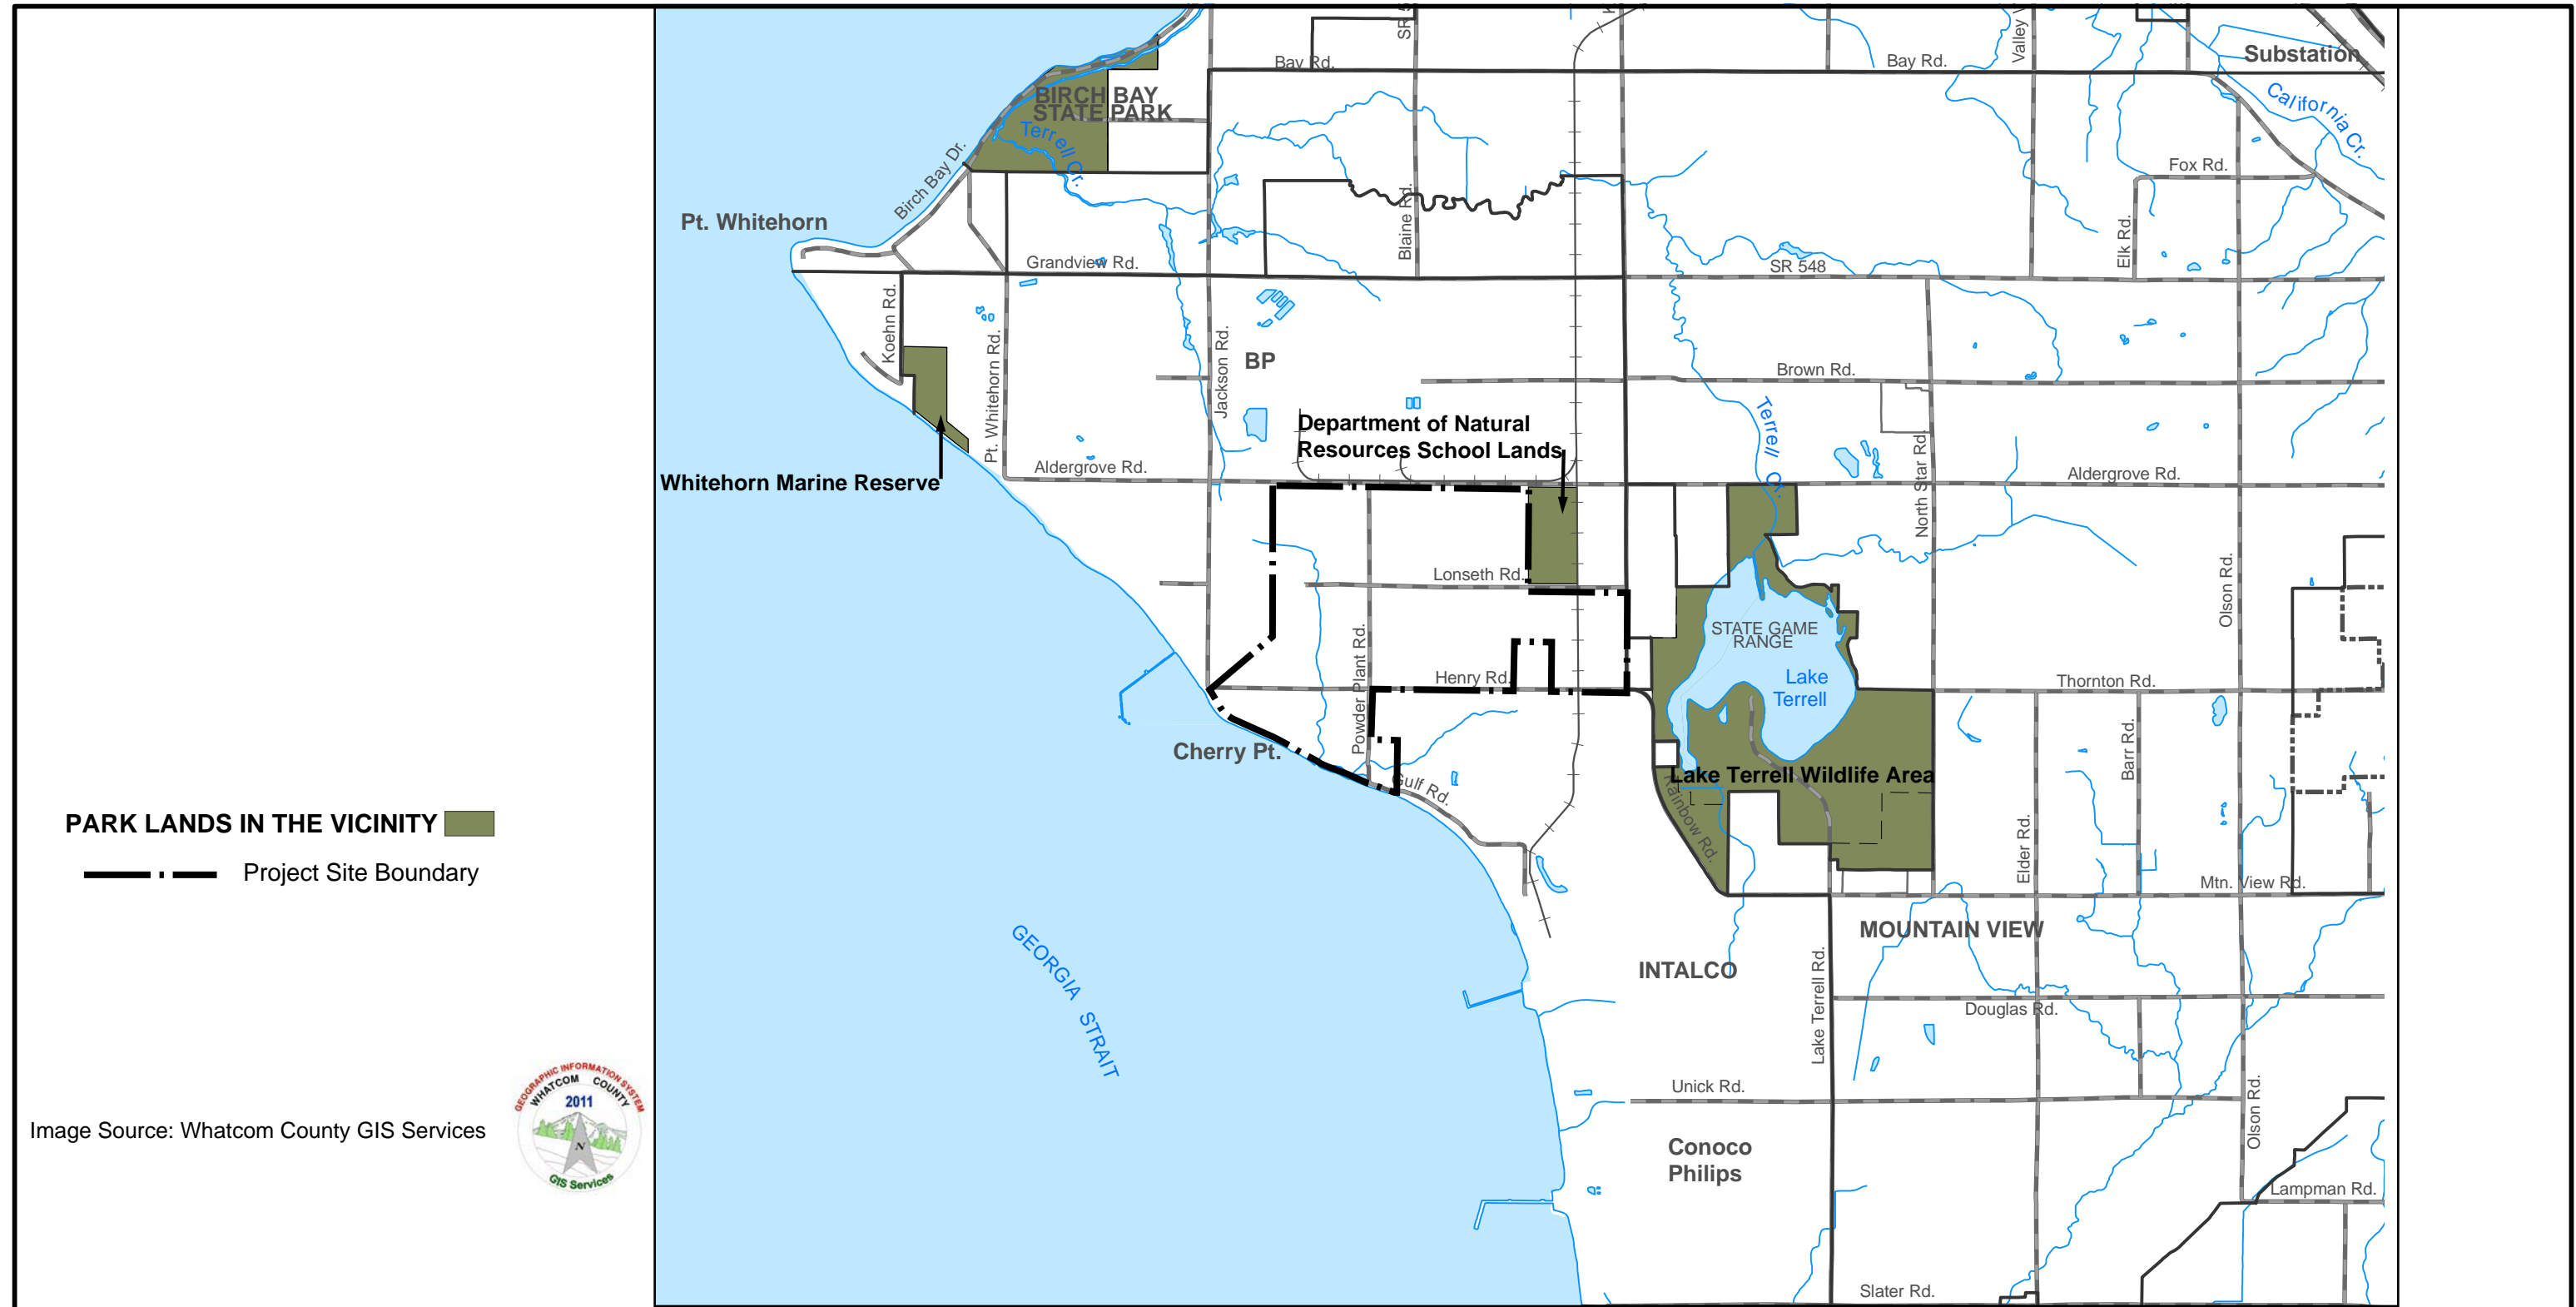 SR 5
Valley V
Substation
Bay Rd.
Bay Rd.
BIRCH BAY
STATE PARK
California Cr.
Terrell Cr.
Fox Rd.
Birch Bay Dr.
Blaine Rd.
Pt. Whitehorn
Elk Rd.
Grandview Rd.
SR 548
Koehn Rd.
Pt. Whitehorn Rd.
Jackson Rd.
BP
Brown Rd.
Terrell Cr.
Department of Natural
Resources School Lands
North Star Rd.
Whitehorn Marine Reserve
Aldergrove Rd.
Aldergrove Rd.
Lonseth Rd.
Olson Rd.
STATE GAME
RANGE
Powder Plant Rd.
Henry Rd.
Lake
Terrell
Thornton Rd.
Cherry Pt.
Barr Rd.
Gulf Rd.
Lake Terrell Wildlife Area
Rainbow Rd.
PARK LANDS IN THE VICINITY
Project Site Boundary
Elder Rd.
Mtn. View Rd.
MOUNTAIN VIEW
GEORGIA STRAIT
INTALCO
Lake Terrell Rd.
Douglas Rd.
Unick Rd.
Olson Rd.
GEOGRAPHIC INFORMATION SYSTEM
WHATCOM COUNTY
2011
N
GIS Services
Image Source: Whatcom County GIS Services
Conoco
Philips
Lampman Rd.
Slater Rd.